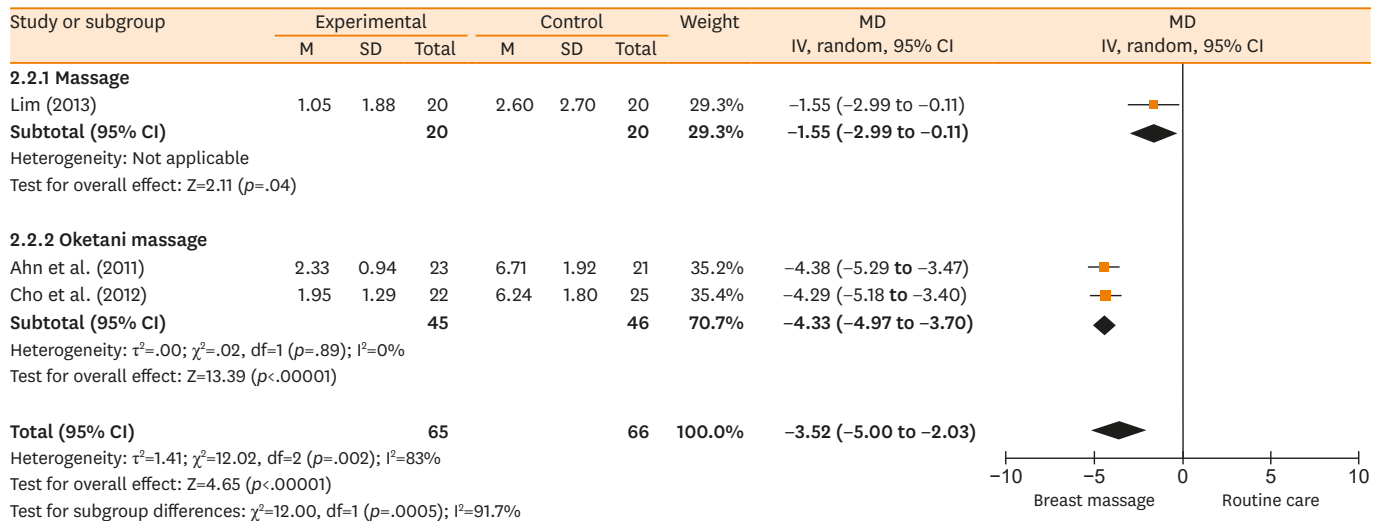 Study or subgroup Experimental Control Weight MD MD
M SD Total M SD Total IV, random, 95% CI IV, random, 95% CI
2.2.1 Massage
Lim (2013) 1.05 1.88 20 2.60 2.70 20 29.3% −1.55 (−2.99 to −0.11)
Subtotal (95% CI) 20 20 29.3% −1.55 (−2.99 to −0.11)
Heterogeneity: Not applicable
Test for overall effect: Z=2.11 (p=.04)
2.2.2 Oketani massage
Ahn et al. (2011) 2.33 0.94 23 6.71 1.92 21 35.2% −4.38 (−5.29 to −3.47)
Cho et al. (2012) 1.95 1.29 22 6.24 1.80 25 35.4% −4.29 (−5.18 to −3.40)
Subtotal (95% CI) 45 46 70.7% −4.33 (−4.97 to −3.70)
Heterogeneity: τ²=.00; χ²=.02, df=1 (p=.89); I²=0%
Test for overall effect: Z=13.39 (p<.00001)
Total (95% CI) 65 66 100.0% −3.52 (−5.00 to −2.03)
Heterogeneity: τ²=1.41; χ²=12.02, df=2 (p=.002); I²=83%
Test for overall effect: Z=4.65 (p<.00001)
Test for subgroup differences: χ²=12.00, df=1 (p=.0005); I²=91.7%
−10 −5 0 5 10
Breast massage Routine care